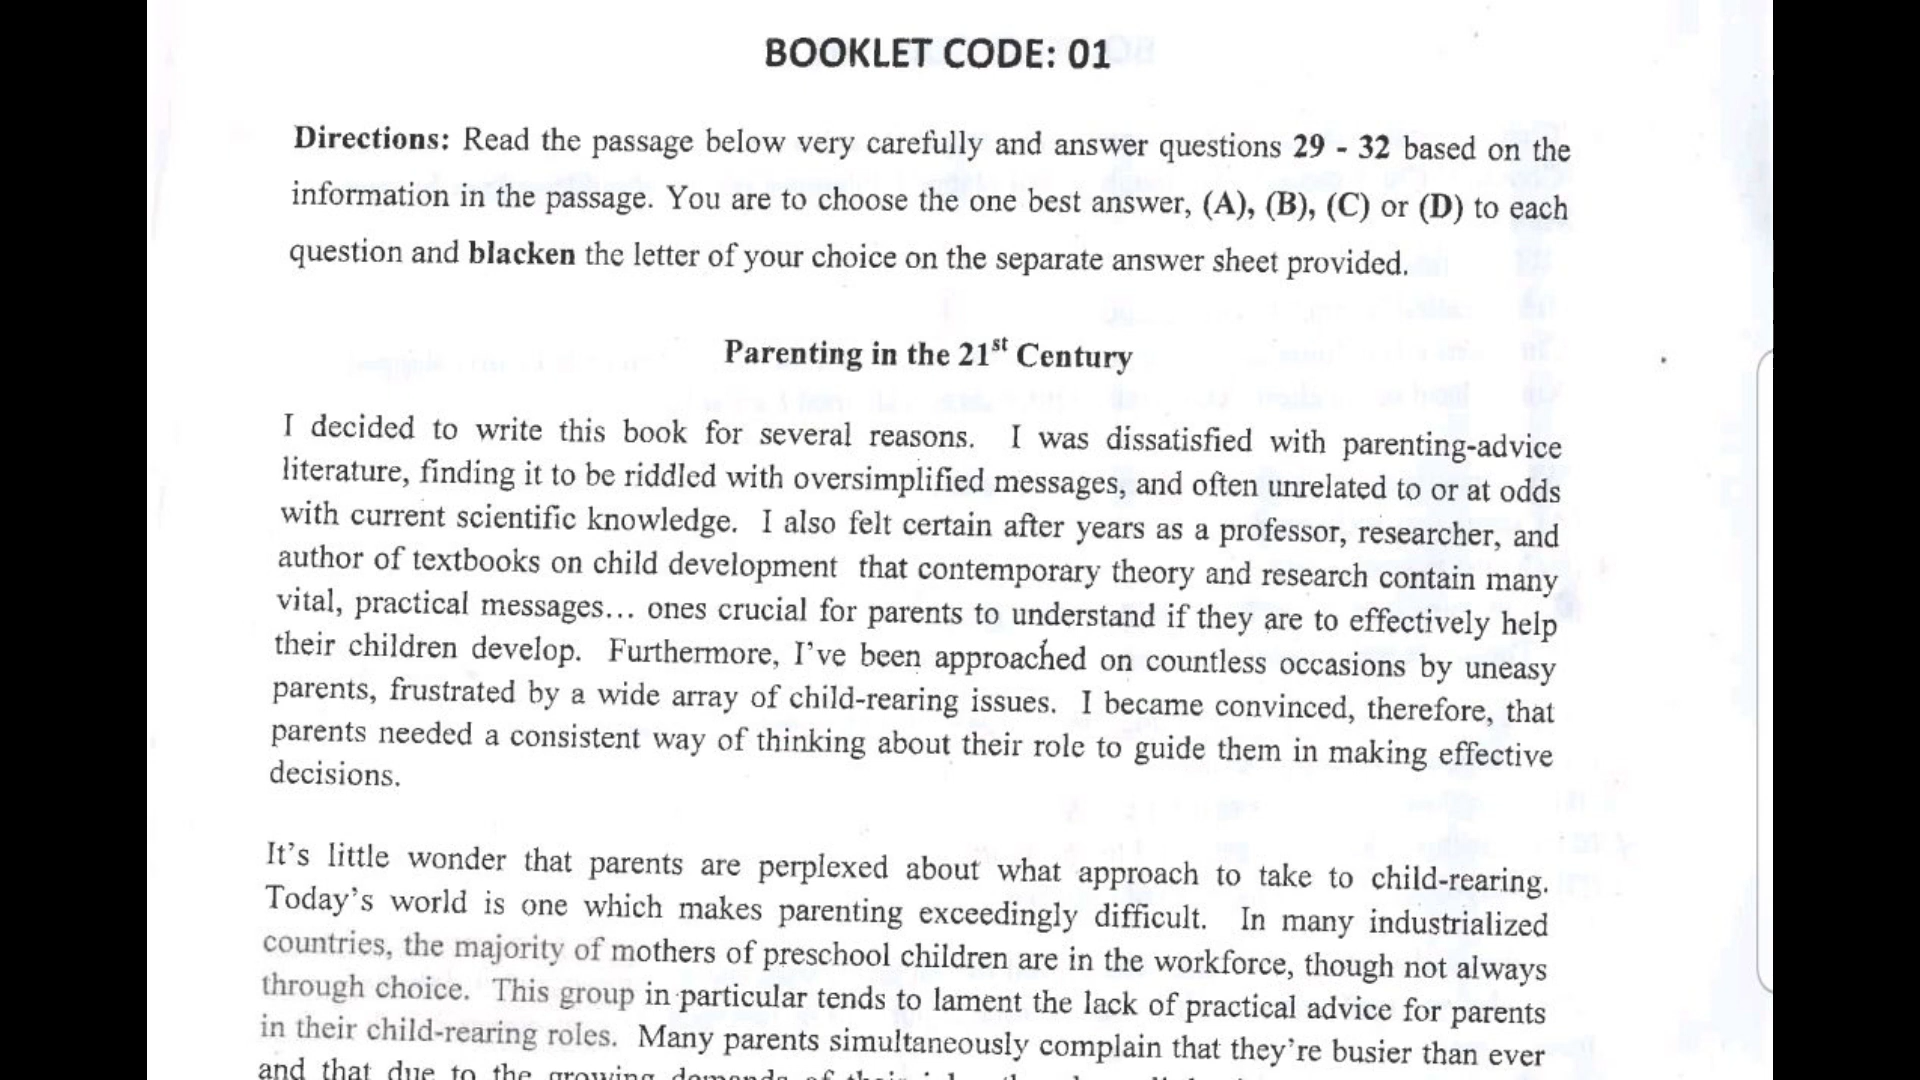 BOOKLET CODE: 01
Directions: Read the passage below very carefully and answer questions 29 - 32 based on the
information in the passage. You are to choose the one best answer, (A), (B), (C) or (D) to each
question and blacken the letter of your choice on the separate answer sheet provided.
Parenting in the 21st Century
I decided to write this book for several reasons. I was dissatisfied with parenting-advice
literature, finding it to be riddled with oversimplified messages, and often unrelated to or at odds
with current scientific knowledge. I also felt certain after years as a professor, researcher, and
author of textbooks on child development that contemporary theory and research contain many
vital, practical messages... ones crucial for parents to understand if they are to effectively help
their children develop. Furthermore, I've been approached on countless occasions by uneasy
parents, frustrated by a wide array of child-rearing issues. I became convinced, therefore, that
parents needed a consistent way of thinking about their role to guide them in making effective
decisions.
It's little wonder that parents are perplexed about what approach to take to child-rearing.
Today's world is one which makes parenting exceedingly difficult. In many industrialized
countries, the majority of mothers of preschool children are in the workforce, though not always
through choice. This group in particular tends to lament the lack of practical advice for parents
in their child-rearing roles. Many parents simultaneously complain that they're busier than ever
and that due to the growing demands of their